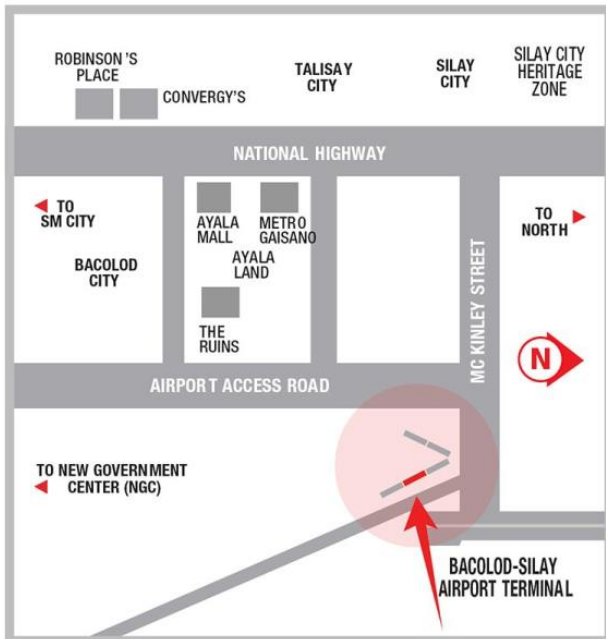 ROBINSON'S
PLACE
CONVERGY'S
TALISAY
CITY
SILAY
CITY
SILAY CITY
HERITAGE
ZONE
NATIONAL HIGHWAY
TO
SM CITY
BACOLOD
CITY
AYALA
MALL
METRO
GAISANO
AYALA
LAND
THE
RUINS
MC KINLEY STREET
TO
NORTH
N
AIRPORT ACCESS ROAD
TO NEW GOVERNMENT
CENTER (NGC)
BACOLOD-SILAY
AIRPORT TERMINAL